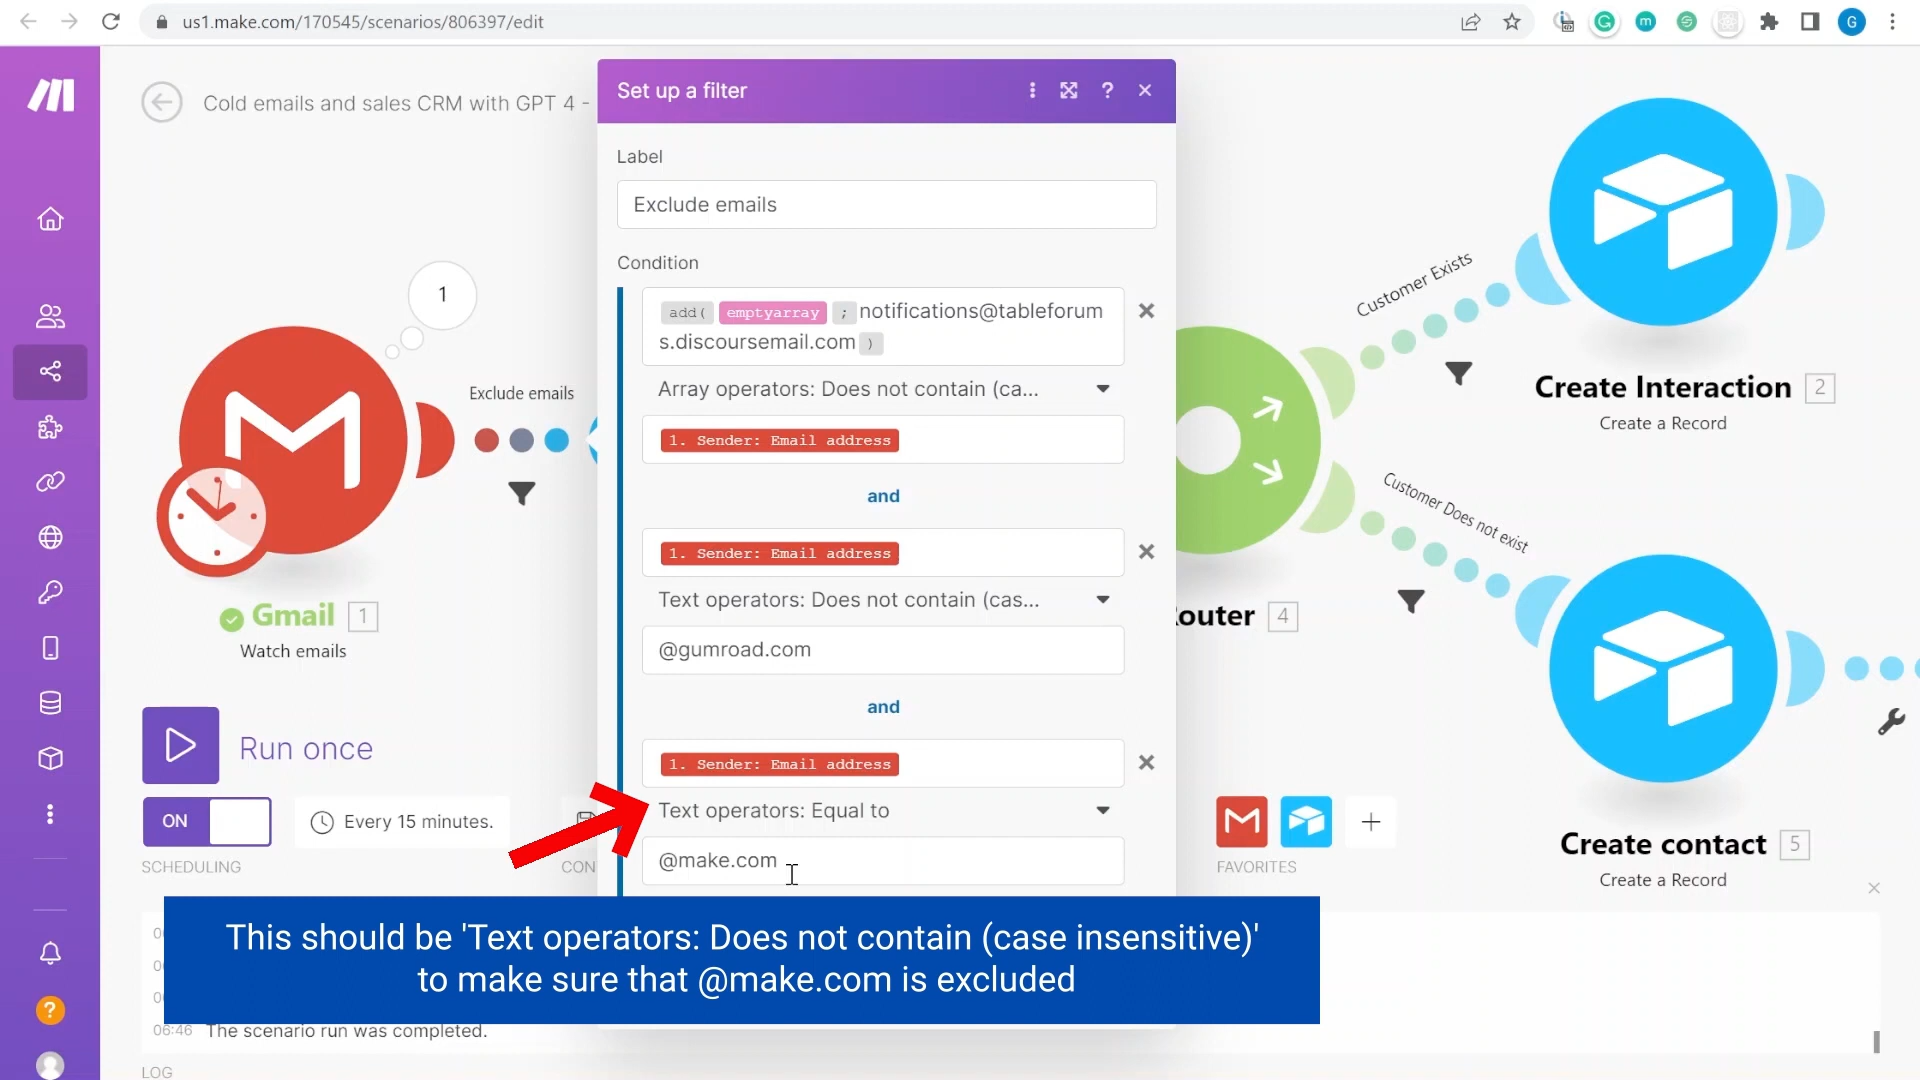 us1.make.com/170545/scenarios/806397/edit
G
Cold emails and sales CRM with GPT 4 -
Set up a filter
?
Label
Exclude emails
Condition
add( emptyarray ; notifications@tableforum
s.discoursemail.com )
Array operators: Does not contain (ca...
1. Sender: Email address
and
1. Sender: Email address
Text operators: Does not contain (cas...
@gumroad.com
and
1. Sender: Email address
Text operators: Equal to
@make.com
1
Exclude emails
Gmail 1
Watch emails
Customer Exists
Create Interaction 2
Create a Record
Customer Does not exist
outer 4
Create contact 5
Create a Record
Run once
ON
Every 15 minutes.
SCHEDULING
CON
FAVORITES
This should be 'Text operators: Does not contain (case insensitive)'
to make sure that @make.com is excluded
06:46 The scenario run was completed.
?
LOG